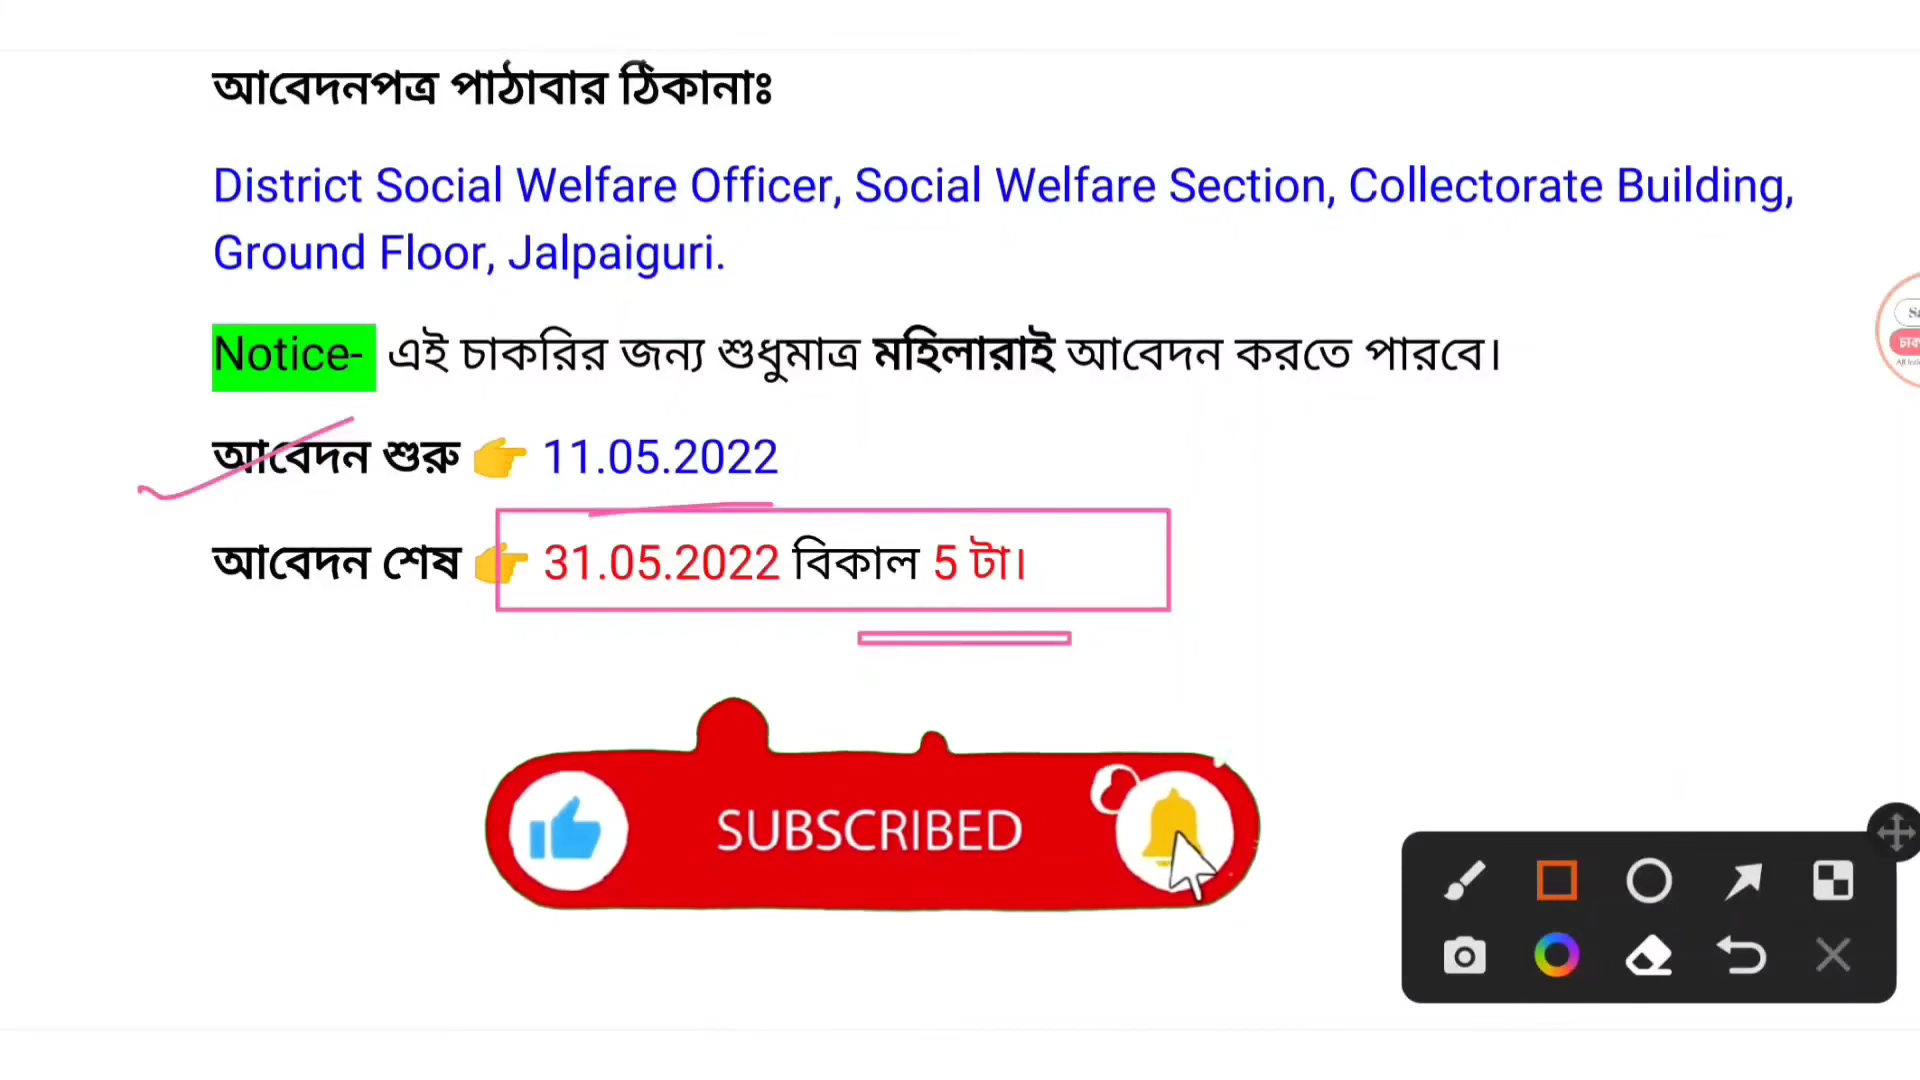 আবেদনপত্র পাঠাবার ঠিকানাঃ
District Social Welfare Officer, Social Welfare Section, Collectorate Building,
Ground Floor, Jalpaiguri.
Notice- এই চাকরির জন্য শুধুমাত্র মহিলারাই আবেদন করতে পারবে।
আবেদন শুরু 👉 11.05.2022
আবেদন শেষ 👉 31.05.2022 বিকাল 5 টা।
SUBSCRIBED